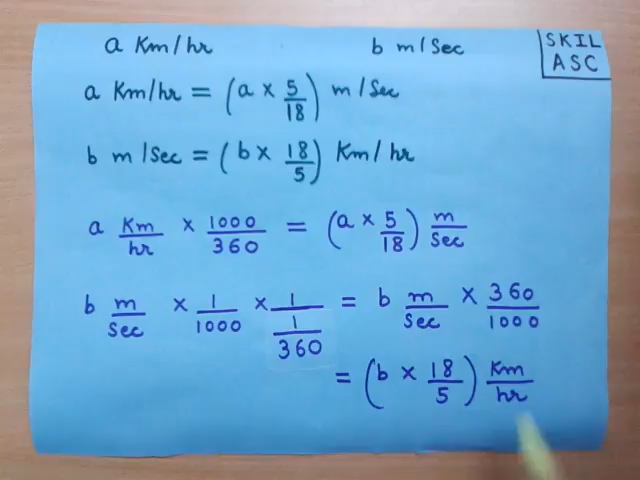 a Km/hr b m/Sec
SKIL
ASC
a Km/hr = (a × 5/18) m/Sec
b m/Sec = (b × 18/5) Km/hr
a Km/hr × 1000/360 = (a × 5/18) m/Sec
b m/Sec × 1/1000 × 1/(1/360) = b m/Sec × 360/1000
= (b × 18/5) Km/hr